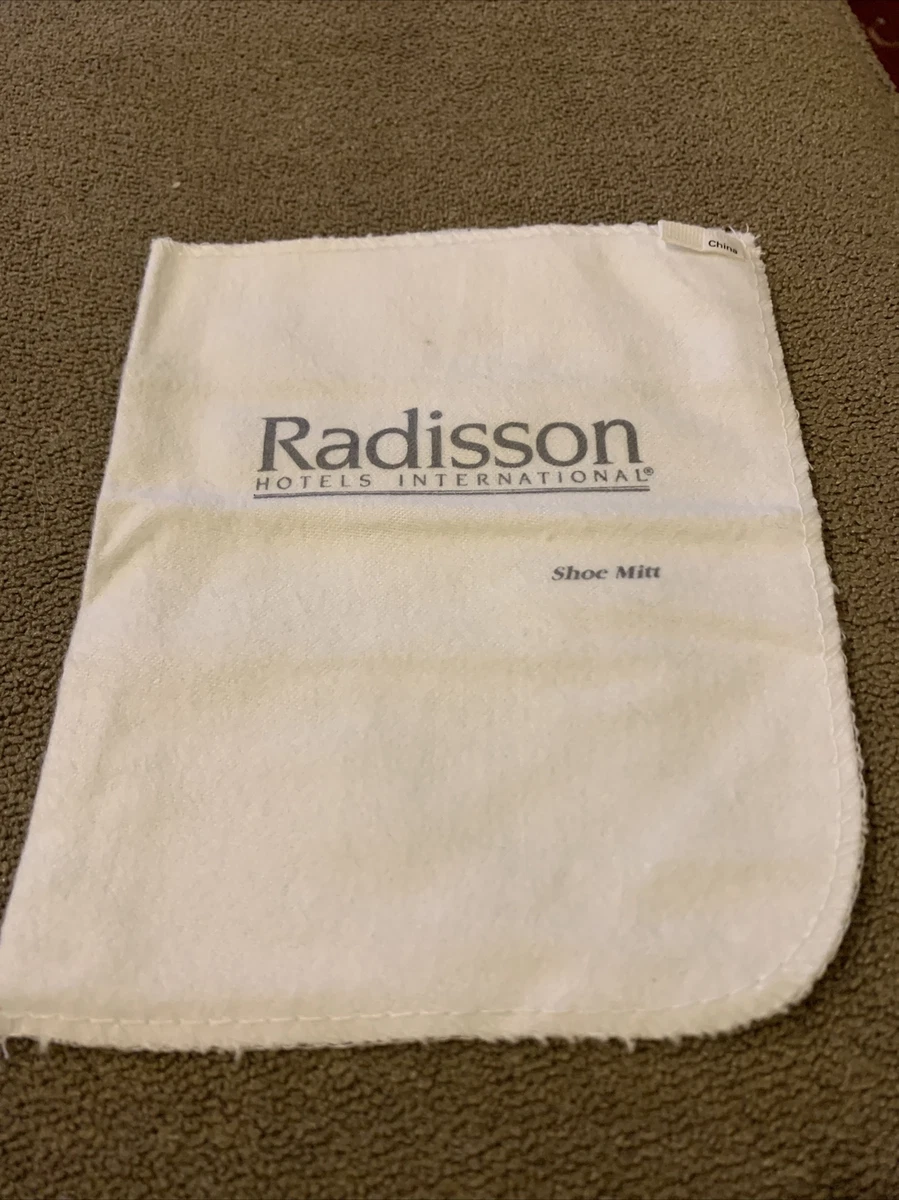 China
Radisson
HOTELS INTERNATIONAL®
Shoe Mitt